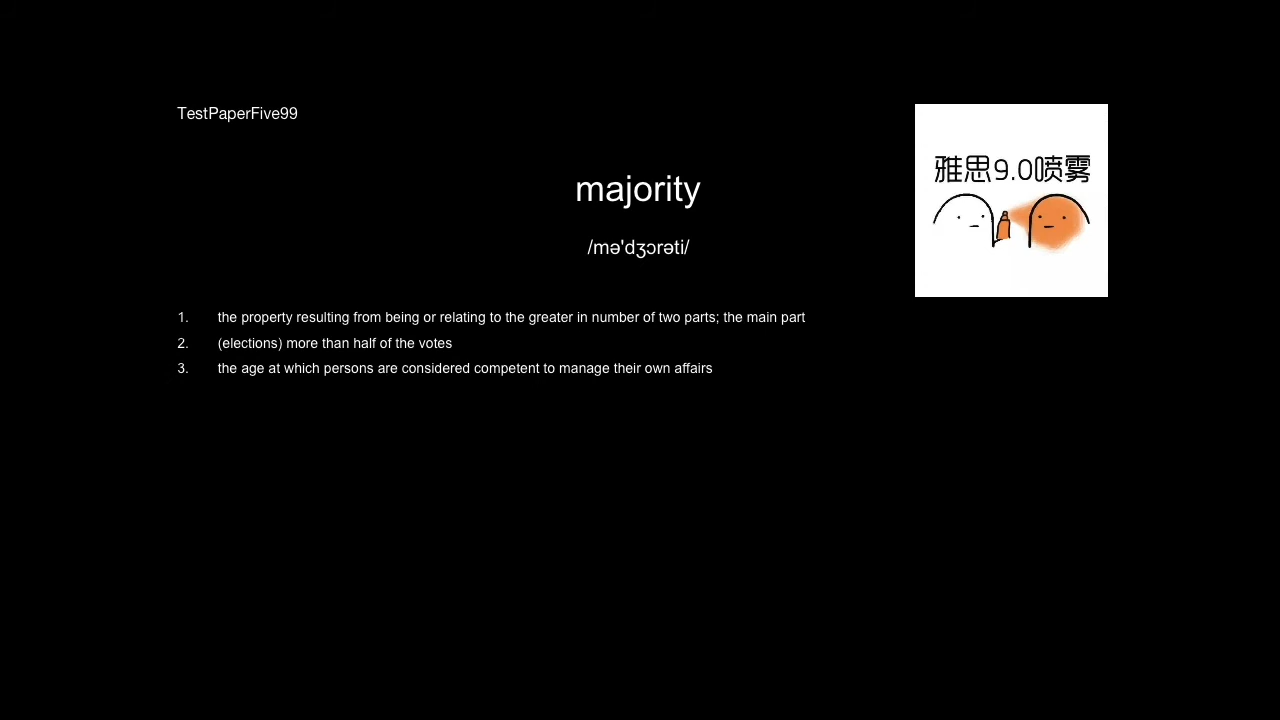 TestPaperFive99
雅思9.0喷雾
majority
/mə'dʒɔrəti/
1. the property resulting from being or relating to the greater in number of two parts; the main part
2. (elections) more than half of the votes
3. the age at which persons are considered competent to manage their own affairs